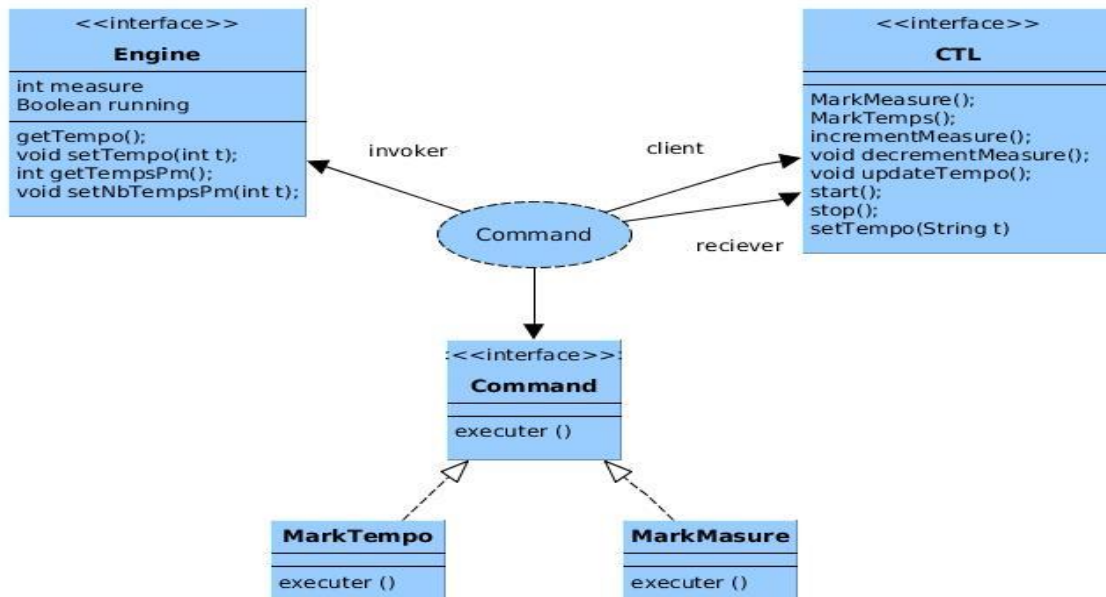 <<interface>>
Engine
int measure
Boolean running
getTempo();
void setTempo(int t);
int getTempsPm();
void setNbTempsPm(int t);
<<interface>>
CTL
MarkMeasure();
MarkTemps();
incrementMeasure();
void decrementMeasure();
void updateTempo();
start();
stop();
setTempo(String t)
invoker
client
Command
reciever
<<interface>>
Command
executer ()
MarkTempo
executer ()
MarkMasure
executer ()